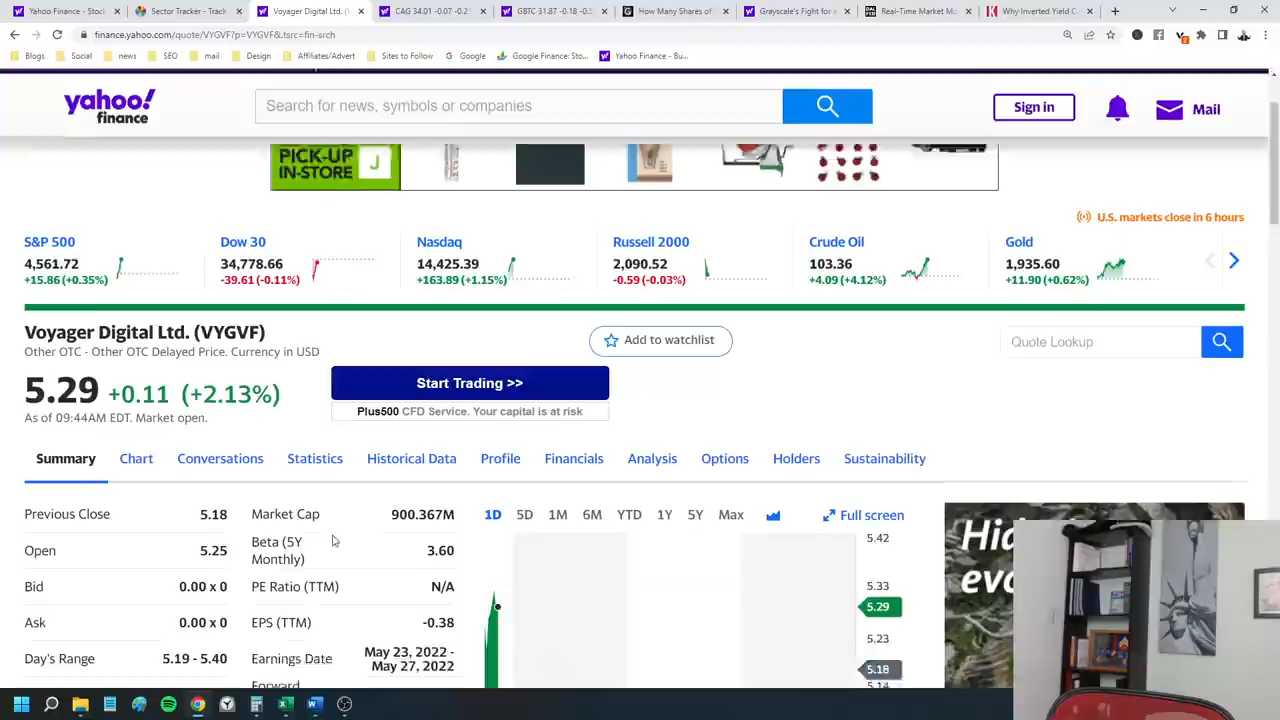 Yahoo Finance - Stock
Sector Tracker - Track
Voyager Digital Ltd. (V
CAG 34.01 -0.07 -0.21
GBTC 31.87 -0.18 -0.5
How Many Shares of
Grayscale's Fight for
Real-Time Market Mo
Why Inverted Yield C
finance.yahoo.com/quote/VYGVF?p=VYGVF&.tsrc=fin-srch
Blogs Social news SEO mail Design Affiliates/Advert Sites to Follow Google Google Finance: Sto... Yahoo Finance - Bu...
yahoo!
finance
Search for news, symbols or companies
Sign in
Mail
PICK-UP
IN-STORE
U.S. markets close in 6 hours
S&P 500
4,561.72
+15.86 (+0.35%)
Dow 30
34,778.66
-39.61 (-0.11%)
Nasdaq
14,425.39
+163.89 (+1.15%)
Russell 2000
2,090.52
-0.59 (-0.03%)
Crude Oil
103.36
+4.09 (+4.12%)
Gold
1,935.60
+11.90 (+0.62%)
Voyager Digital Ltd. (VYGVF)
Other OTC - Other OTC Delayed Price. Currency in USD
Add to watchlist
Quote Lookup
5.29 +0.11 (+2.13%)
As of 09:44AM EDT. Market open.
Start Trading >>
Plus500 CFD Service. Your capital is at risk
Summary Chart Conversations Statistics Historical Data Profile Financials Analysis Options Holders Sustainability
Previous Close 5.18
Open 5.25
Bid 0.00 x 0
Ask 0.00 x 0
Day's Range 5.19 - 5.40
Market Cap 900.367M
Beta (5Y
Monthly) 3.60
PE Ratio (TTM) N/A
EPS (TTM) -0.38
Earnings Date May 23, 2022 -
May 27, 2022
Forward
1D 5D 1M 6M YTD 1Y 5Y Max
Full screen
5.42
5.33
5.29
5.23
5.18
5.14